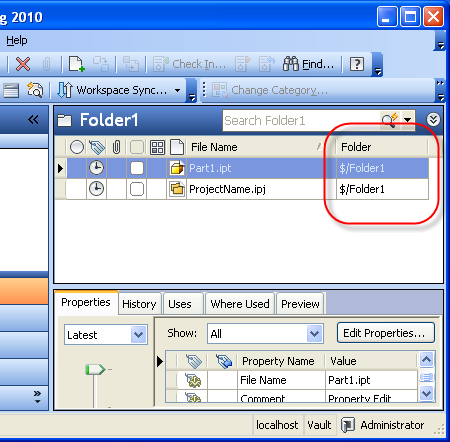 g 2010
Help
Check In... Find...
Workspace Sync... Change Category...
Folder1 Search Folder1
File Name Folder
Part1.ipt $/Folder1
ProjectName.ipj $/Folder1
Properties History Uses Where Used Preview
Latest Show: All Edit Properties...
Property Name Value
File Name Part1.ipt
Comment Property Edit
localhost Vault Administrator